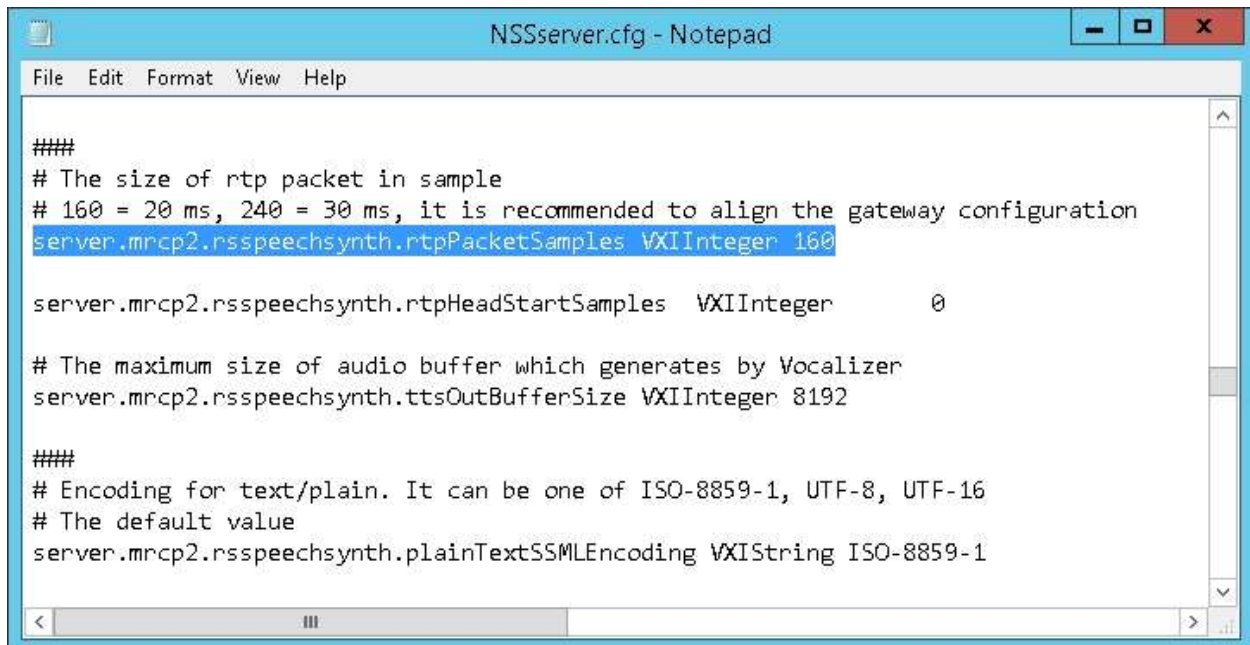 NSSserver.cfg - Notepad
File Edit Format View Help
###
# The size of rtp packet in sample
# 160 = 20 ms, 240 = 30 ms, it is recommended to align the gateway configuration
server.mrcp2.rsspeechsynth.rtpPacketSamples VXIInteger 160
server.mrcp2.rsspeechsynth.rtpHeadStartSamples VXIInteger 0
# The maximum size of audio buffer which generates by Vocalizer
server.mrcp2.rsspeechsynth.ttsOutBufferSize VXIInteger 8192
###
# Encoding for text/plain. It can be one of ISO-8859-1, UTF-8, UTF-16
# The default value
server.mrcp2.rsspeechsynth.plainTextSSMLEncoding VXIString ISO-8859-1